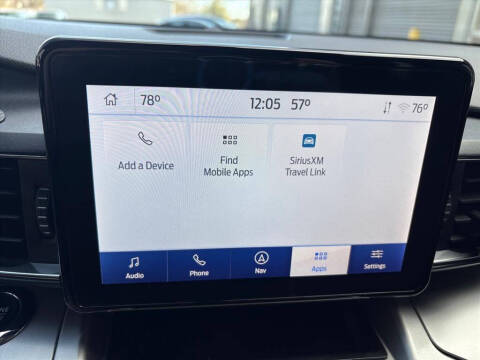 78° 12:05 57° 76°
Add a Device
Find
Mobile Apps
SiriusXM
Travel Link
Audio Phone Nav Apps Settings